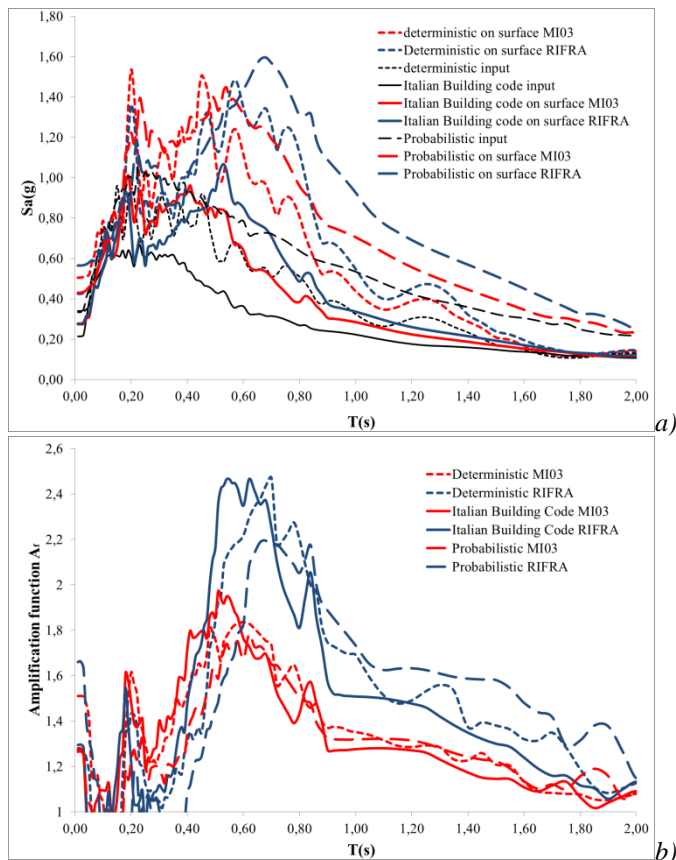 1,80
1,60
1,40
1,20
1,00
0,80
0,60
0,40
0,20
0,00
Sa(g)
deterministic on surface MI03
Deterministic on surface RIFRA
deterministic input
Italian Building code input
Italian Building code on surface MI03
Italian Building code on surface RIFRA
Probabilistic input
Probabilistic on surface MI03
Probabilistic on surface RIFRA
0,00 0,20 0,40 0,60 0,80 1,00 1,20 1,40 1,60 1,80 2,00
T(s)
a)
2,6
2,4
2,2
2
1,8
1,6
1,4
1,2
1
Amplification function Af
Deterministic MI03
Deterministic RIFRA
Italian Building Code MI03
Italian Building Code RIFRA
Probabilistic MI03
Probabilistic RIFRA
0,00 0,20 0,40 0,60 0,80 1,00 1,20 1,40 1,60 1,80 2,00
T(s)
b)